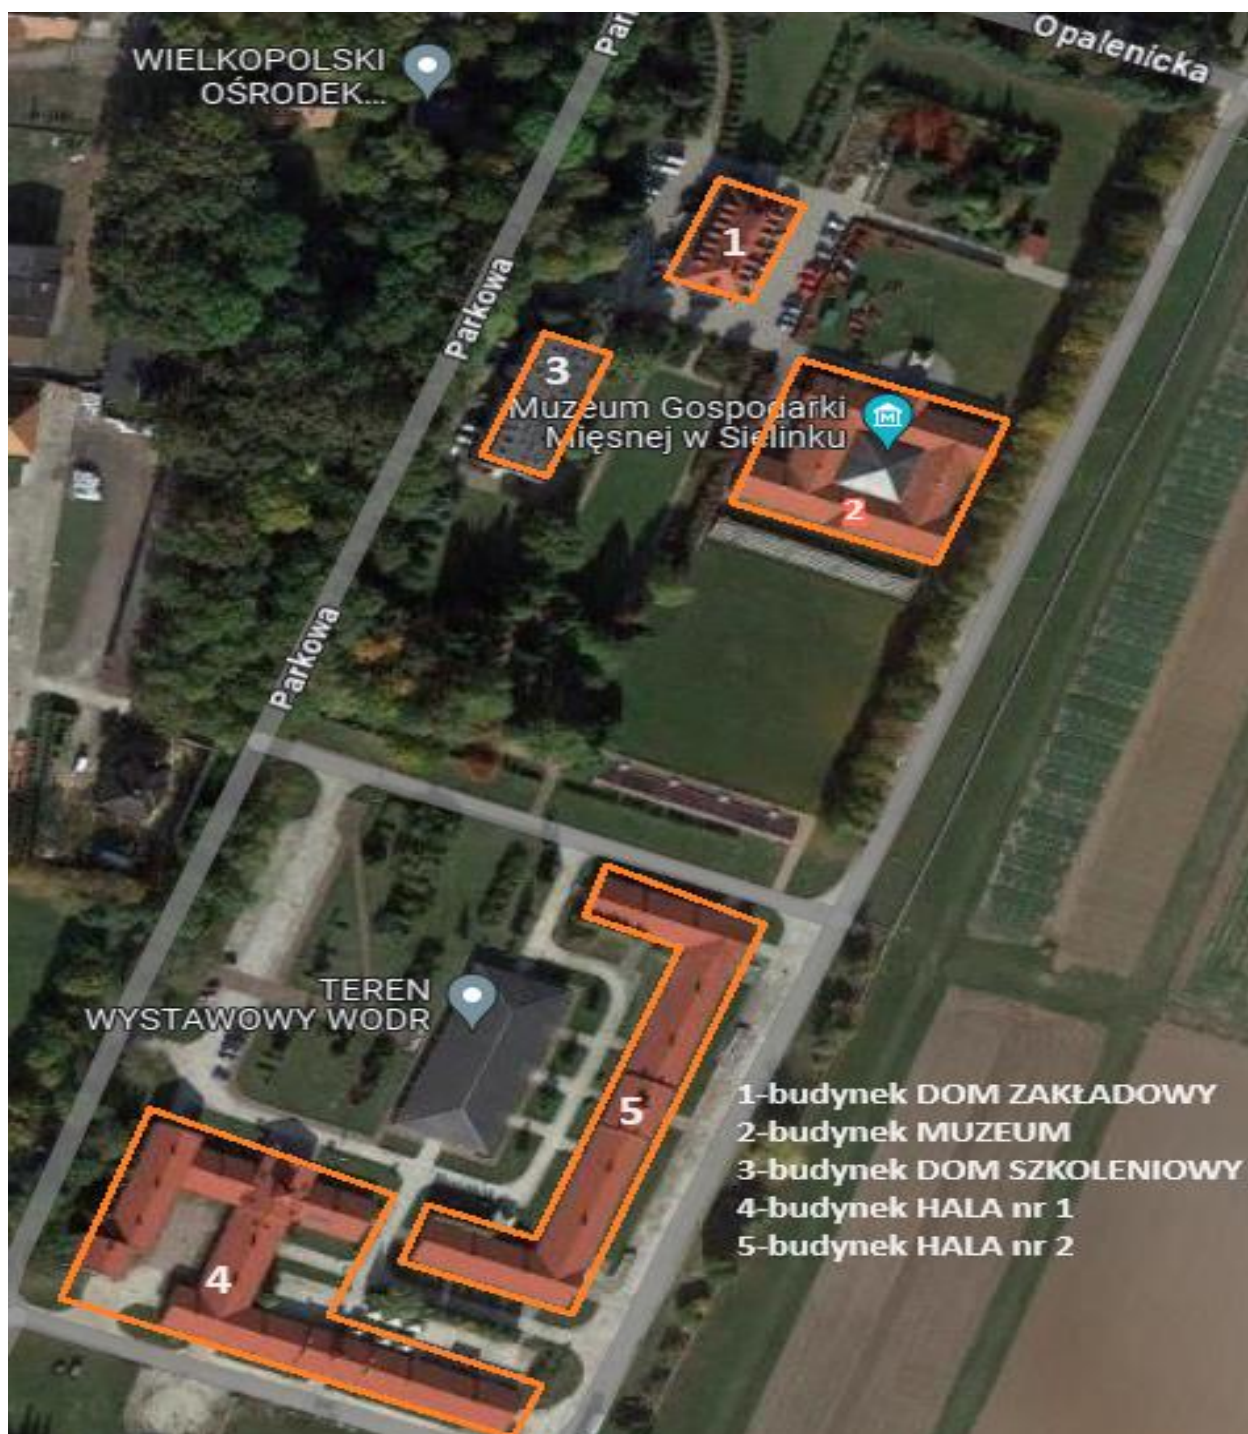 Opalenicka
Par
WIELKOPOLSKI
OŚRODEK...
1
Parkowa
3
Muzeum Gospodarki
Mięsnej w Sielinku
M
2
Parkowa
TEREN
WYSTAWOWY WODR
5
1-budynek DOM ZAKŁADOWY
2-budynek MUZEUM
3-budynek DOM SZKOLENIOWY
4-budynek HALA nr 1
5-budynek HALA nr 2
4